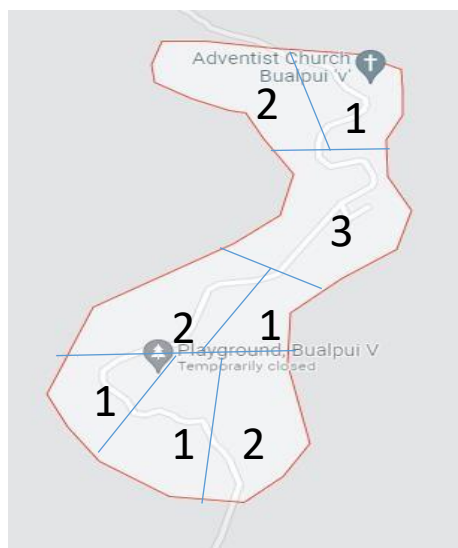 Adventist Church
Bualpui 'v'
2
1
3
2
1
Playground, Bualpui V
Temporarily closed
1
1
2